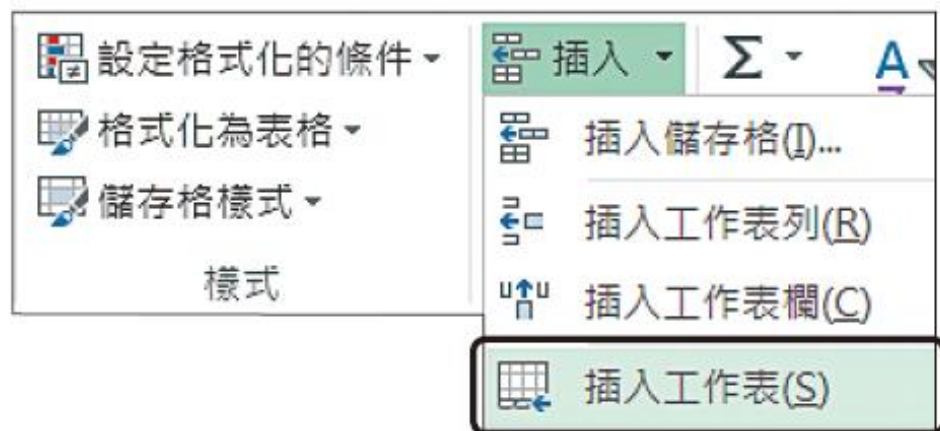 設定格式化的條件
格式化為表格
儲存格樣式
樣式
插入
Σ
A
插入儲存格(I)...
插入工作表列(R)
插入工作表欄(C)
插入工作表(S)